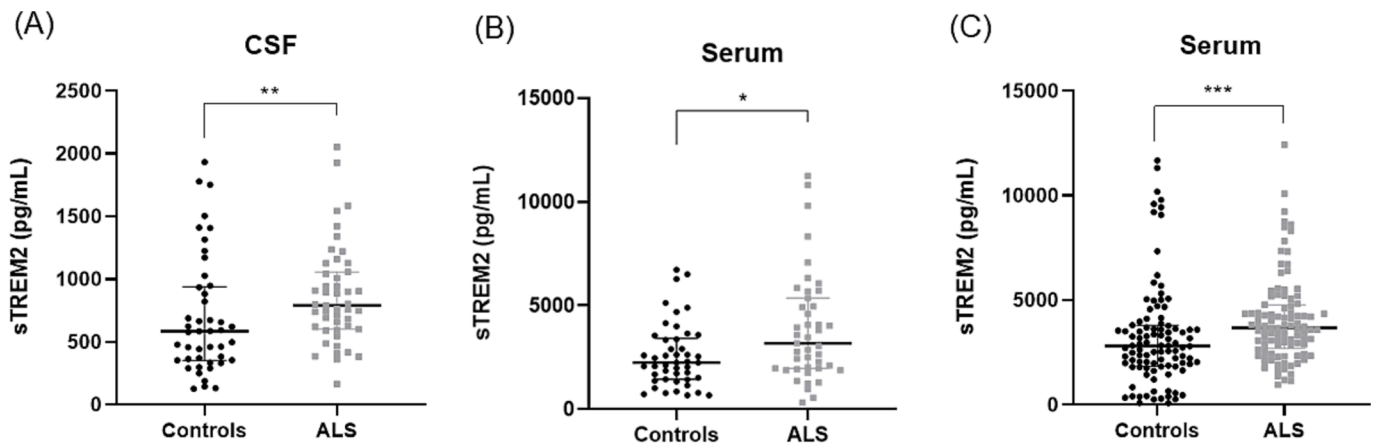 (A)
CSF
**
sTREM2 (pg/mL)
2500
2000
1500
1000
500
0
Controls
ALS
(B)
Serum
*
sTREM2 (pg/mL)
15000
10000
5000
0
Controls
ALS
(C)
Serum
***
sTREM2 (pg/mL)
15000
10000
5000
0
Controls
ALS